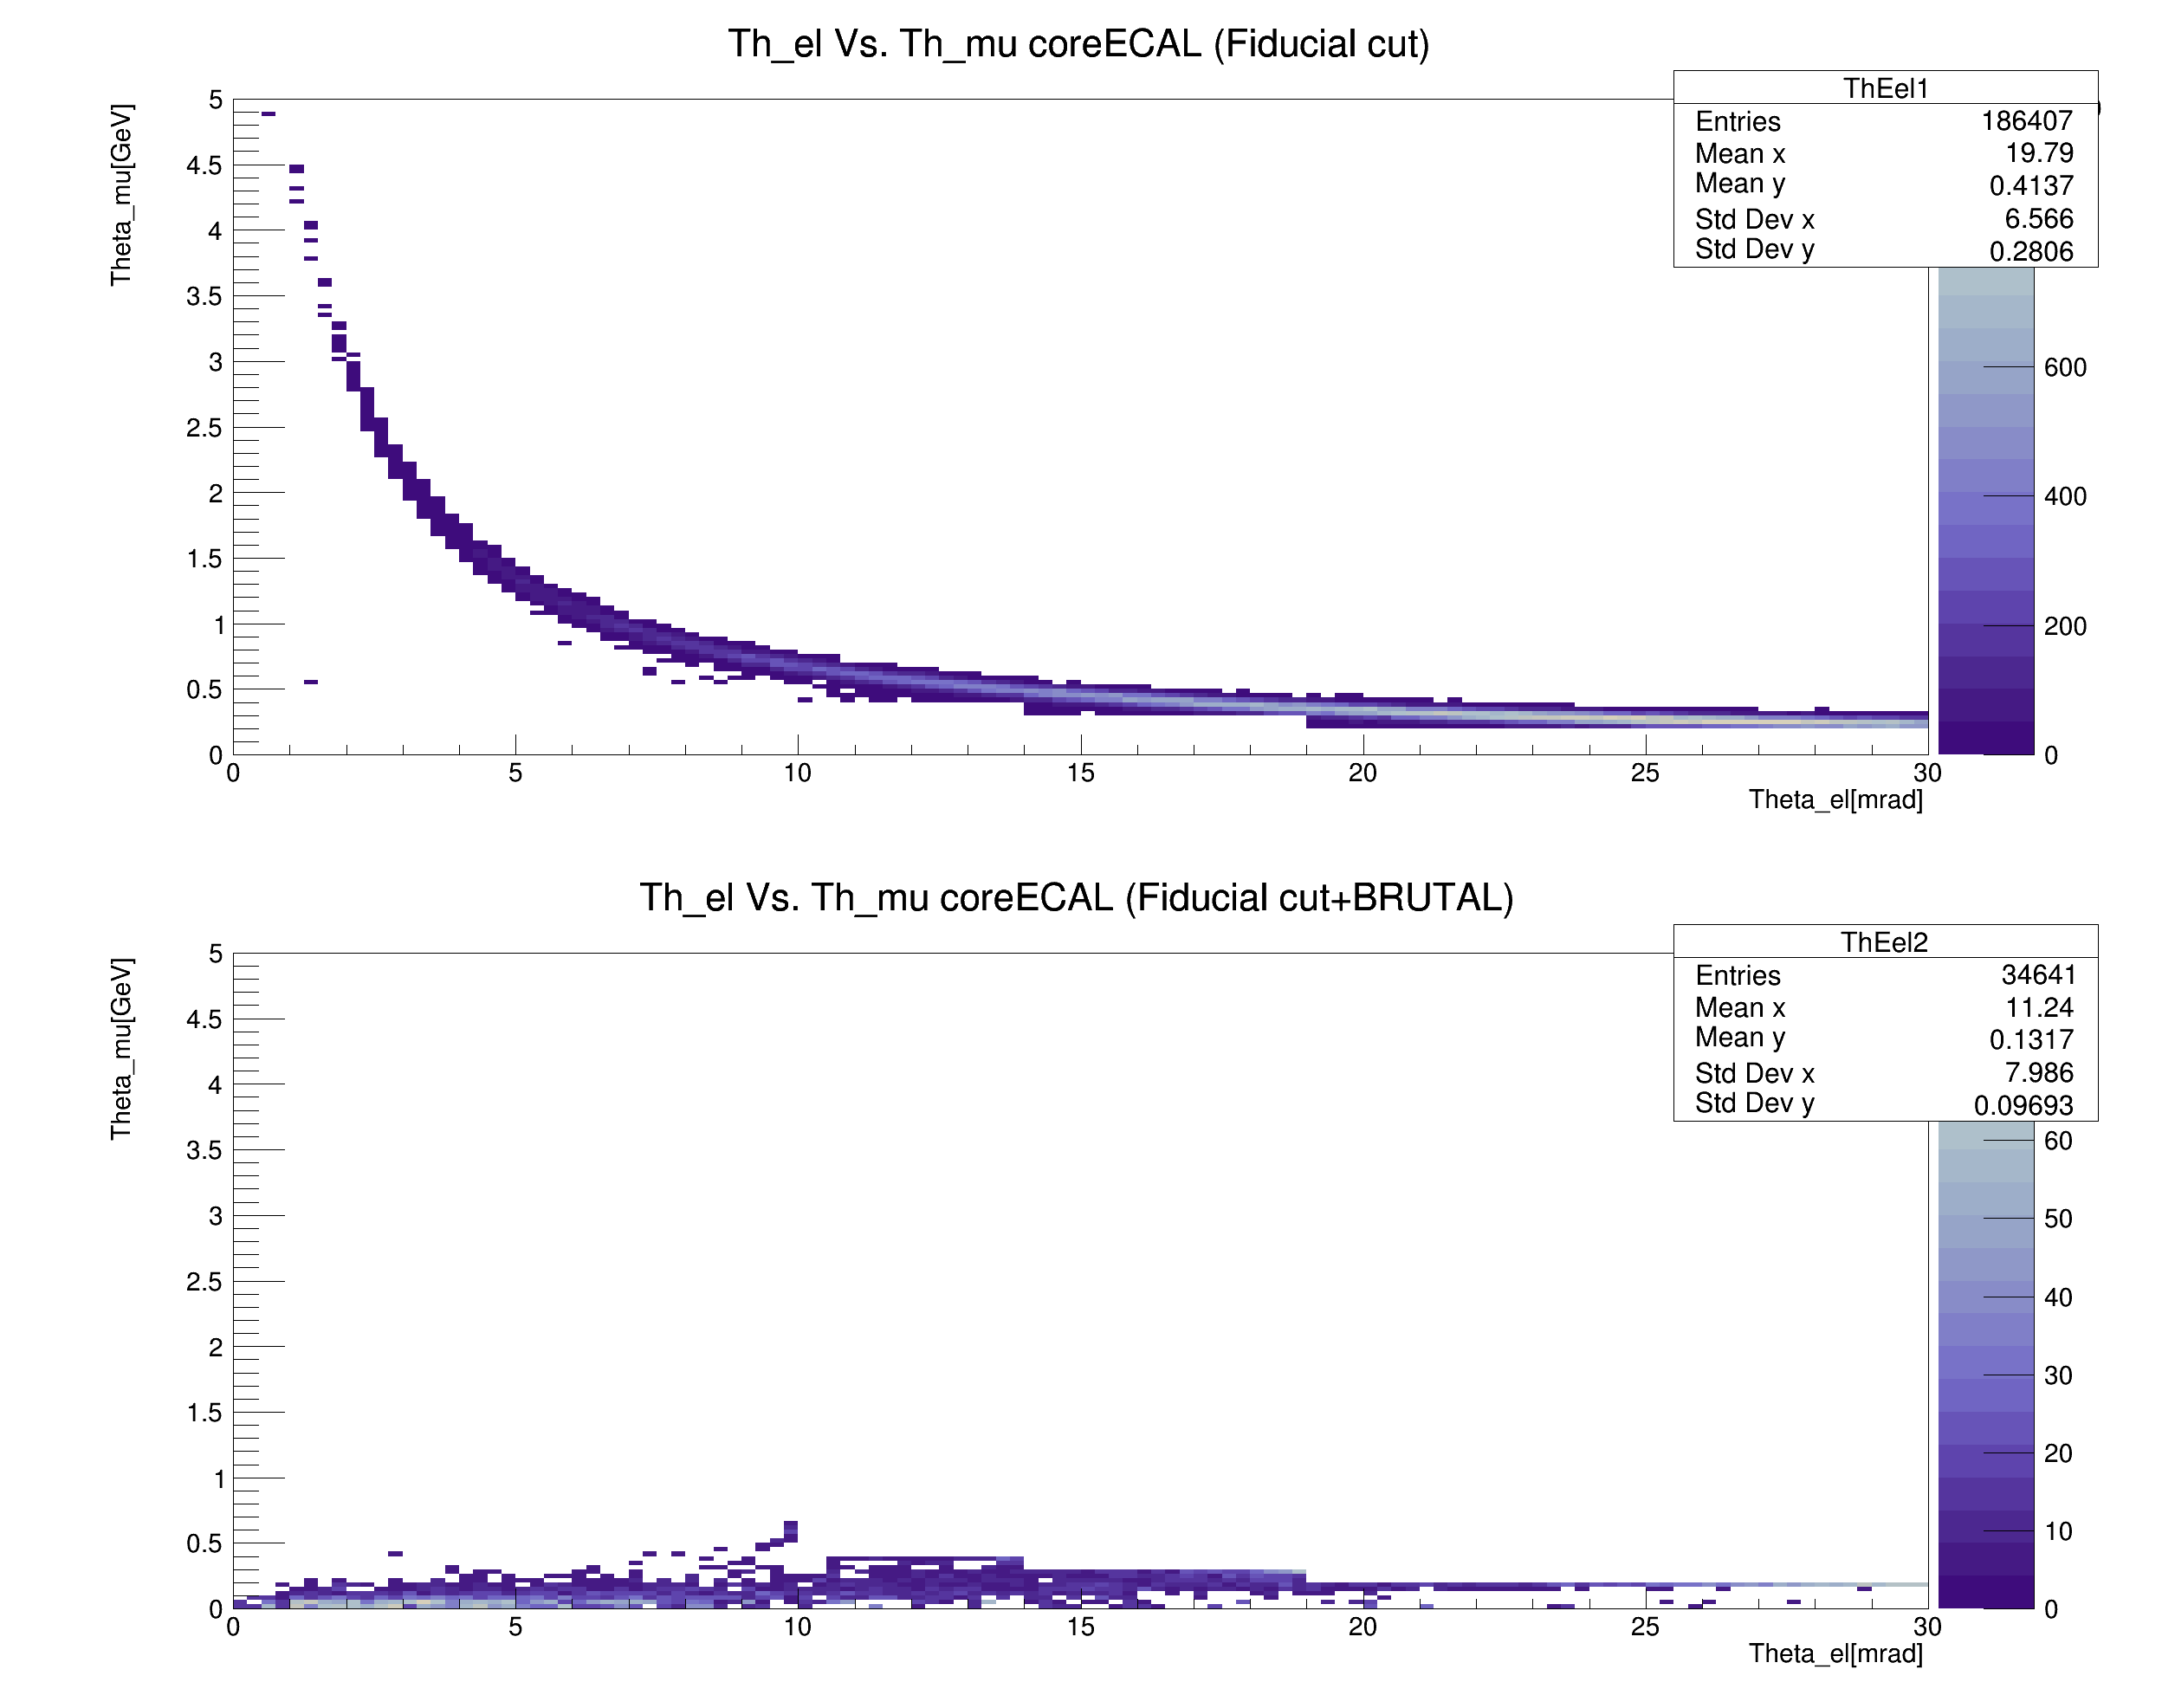 Th_el Vs. Th_mu coreECAL (Fiducial cut)
Theta_mu[GeV]
ThEel1
Entries 186407
Mean x 19.79
Mean y 0.4137
Std Dev x 6.566
Std Dev y 0.2806
5
4.5
4
3.5
3
2.5
2
1.5
1
0.5
0
600
400
200
0
0 5 10 15 20 25 30
Theta_el[mrad]
Th_el Vs. Th_mu coreECAL (Fiducial cut+BRUTAL)
Theta_mu[GeV]
ThEel2
Entries 34641
Mean x 11.24
Mean y 0.1317
Std Dev x 7.986
Std Dev y 0.09693
5
4.5
4
3.5
3
2.5
2
1.5
1
0.5
0
60
50
40
30
20
10
0
0 5 10 15 20 25 30
Theta_el[mrad]